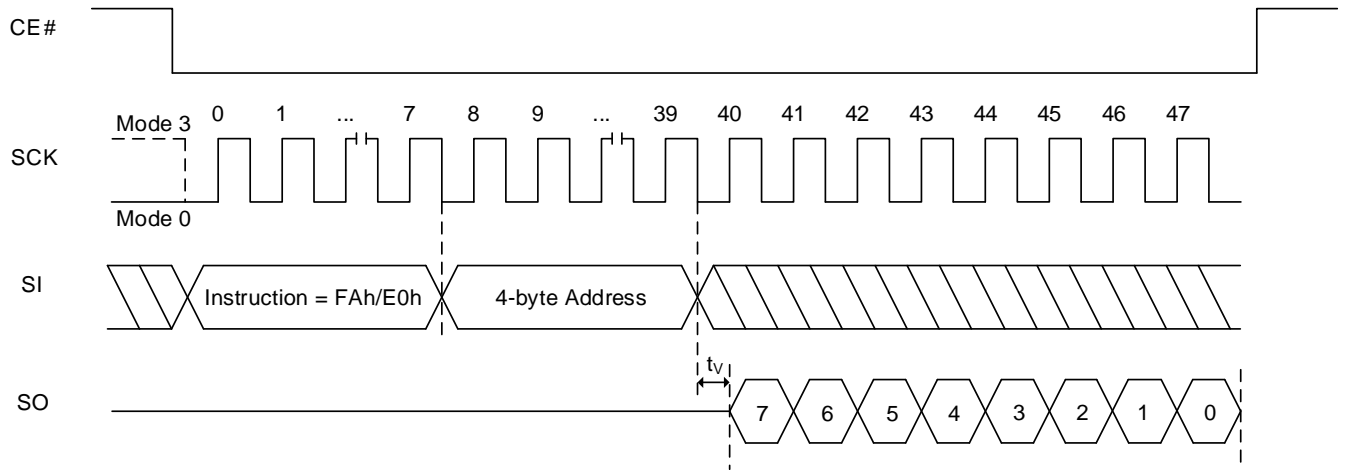 CE#
Mode 3 0 1 ... 7 8 9 ... 39 40 41 42 43 44 45 46 47
SCK
Mode 0
SI Instruction = FAh/E0h 4-byte Address
tV
SO 7 6 5 4 3 2 1 0